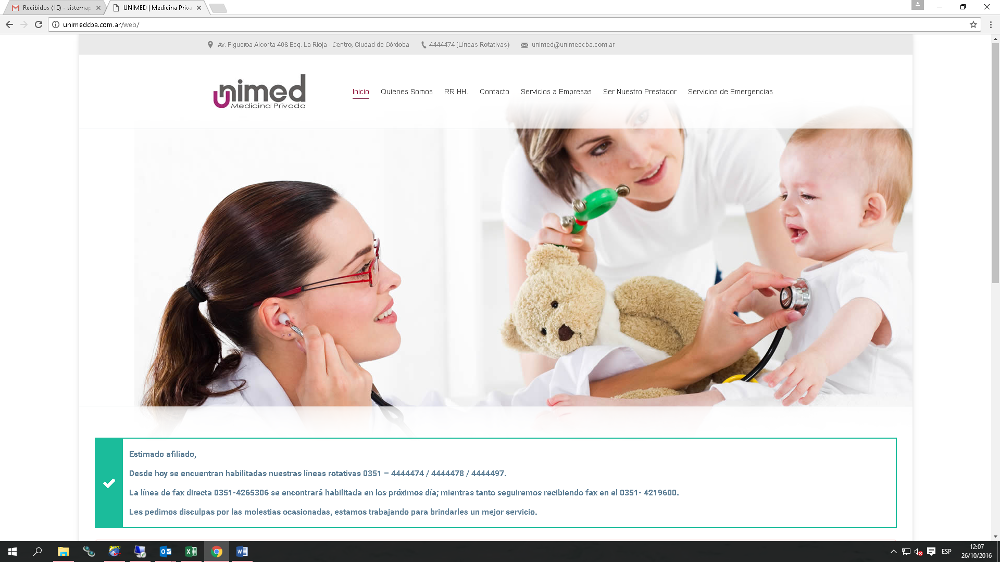 Recibidos (10) - sistemap
UNIMED | Medicina Priva
unimedcba.com.ar/web/
Av. Figueroa Alcorta 408 Esq. La Rioja - Centro, Ciudad de Córdoba 4444474 (Líneas Rotativas) unimed@unimedcba.com.ar
unimed
Medicina Privada
Inicio Quienes Somos RR.HH. Contacto Servicios a Empresas Ser Nuestro Prestador Servicios de Emergencias
Estimado afiliado,
Desde hoy se encuentran habilitadas nuestras líneas rotativas 0351 – 4444474 / 4444478 / 4444497.
La línea de fax directa 0351-4265306 se encontrará habilitada en los próximos día; mientras tanto seguiremos recibiendo fax en el 0351- 4219600.
Les pedimos disculpas por las molestias ocasionadas, estamos trabajando para brindarles un mejor servicio.
ESP
12:07
26/10/2016